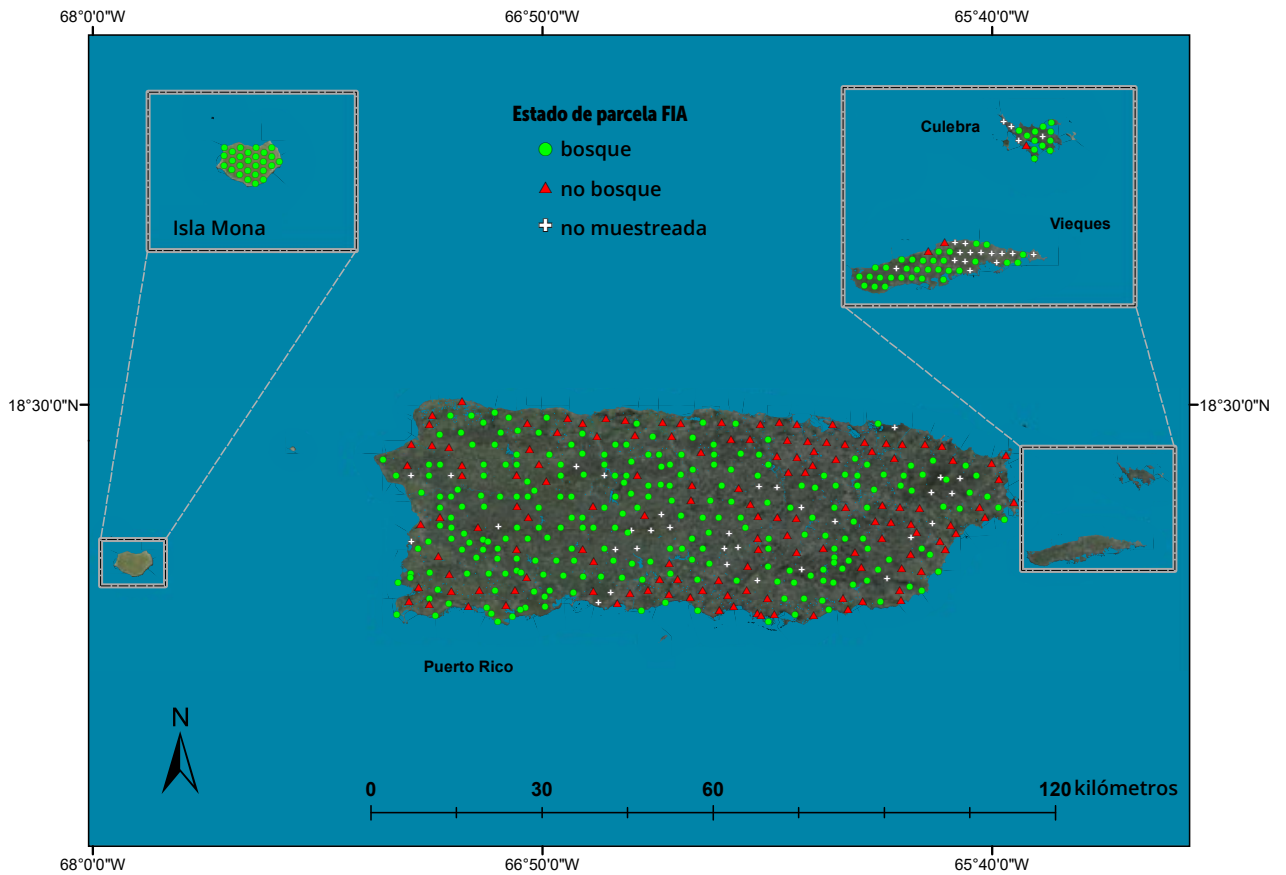 68°0'0"W
66°50'0"W
65°40'0"W
Estado de parcela FIA
bosque
no bosque
no muestreada
Isla Mona
Culebra
Vieques
18°30'0"N
18°30'0"N
Puerto Rico
N
0
30
60
120 kilómetros
68°0'0"W
66°50'0"W
65°40'0"W